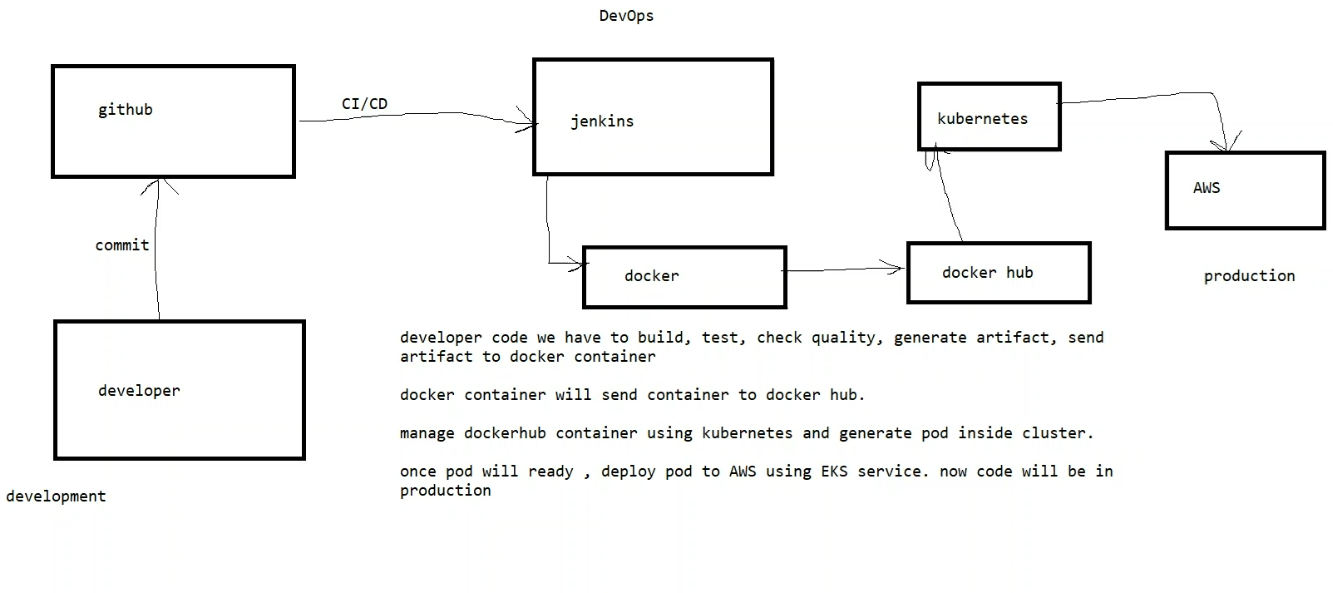 DevOps
github
CI/CD
jenkins
kubernetes
AWS
commit
docker
docker hub
production
developer
developer code we have to build, test, check quality, generate artifact, send
artifact to docker container
docker container will send container to docker hub.
manage dockerhub container using kubernetes and generate pod inside cluster.
once pod will ready , deploy pod to AWS using EKS service. now code will be in
production
development